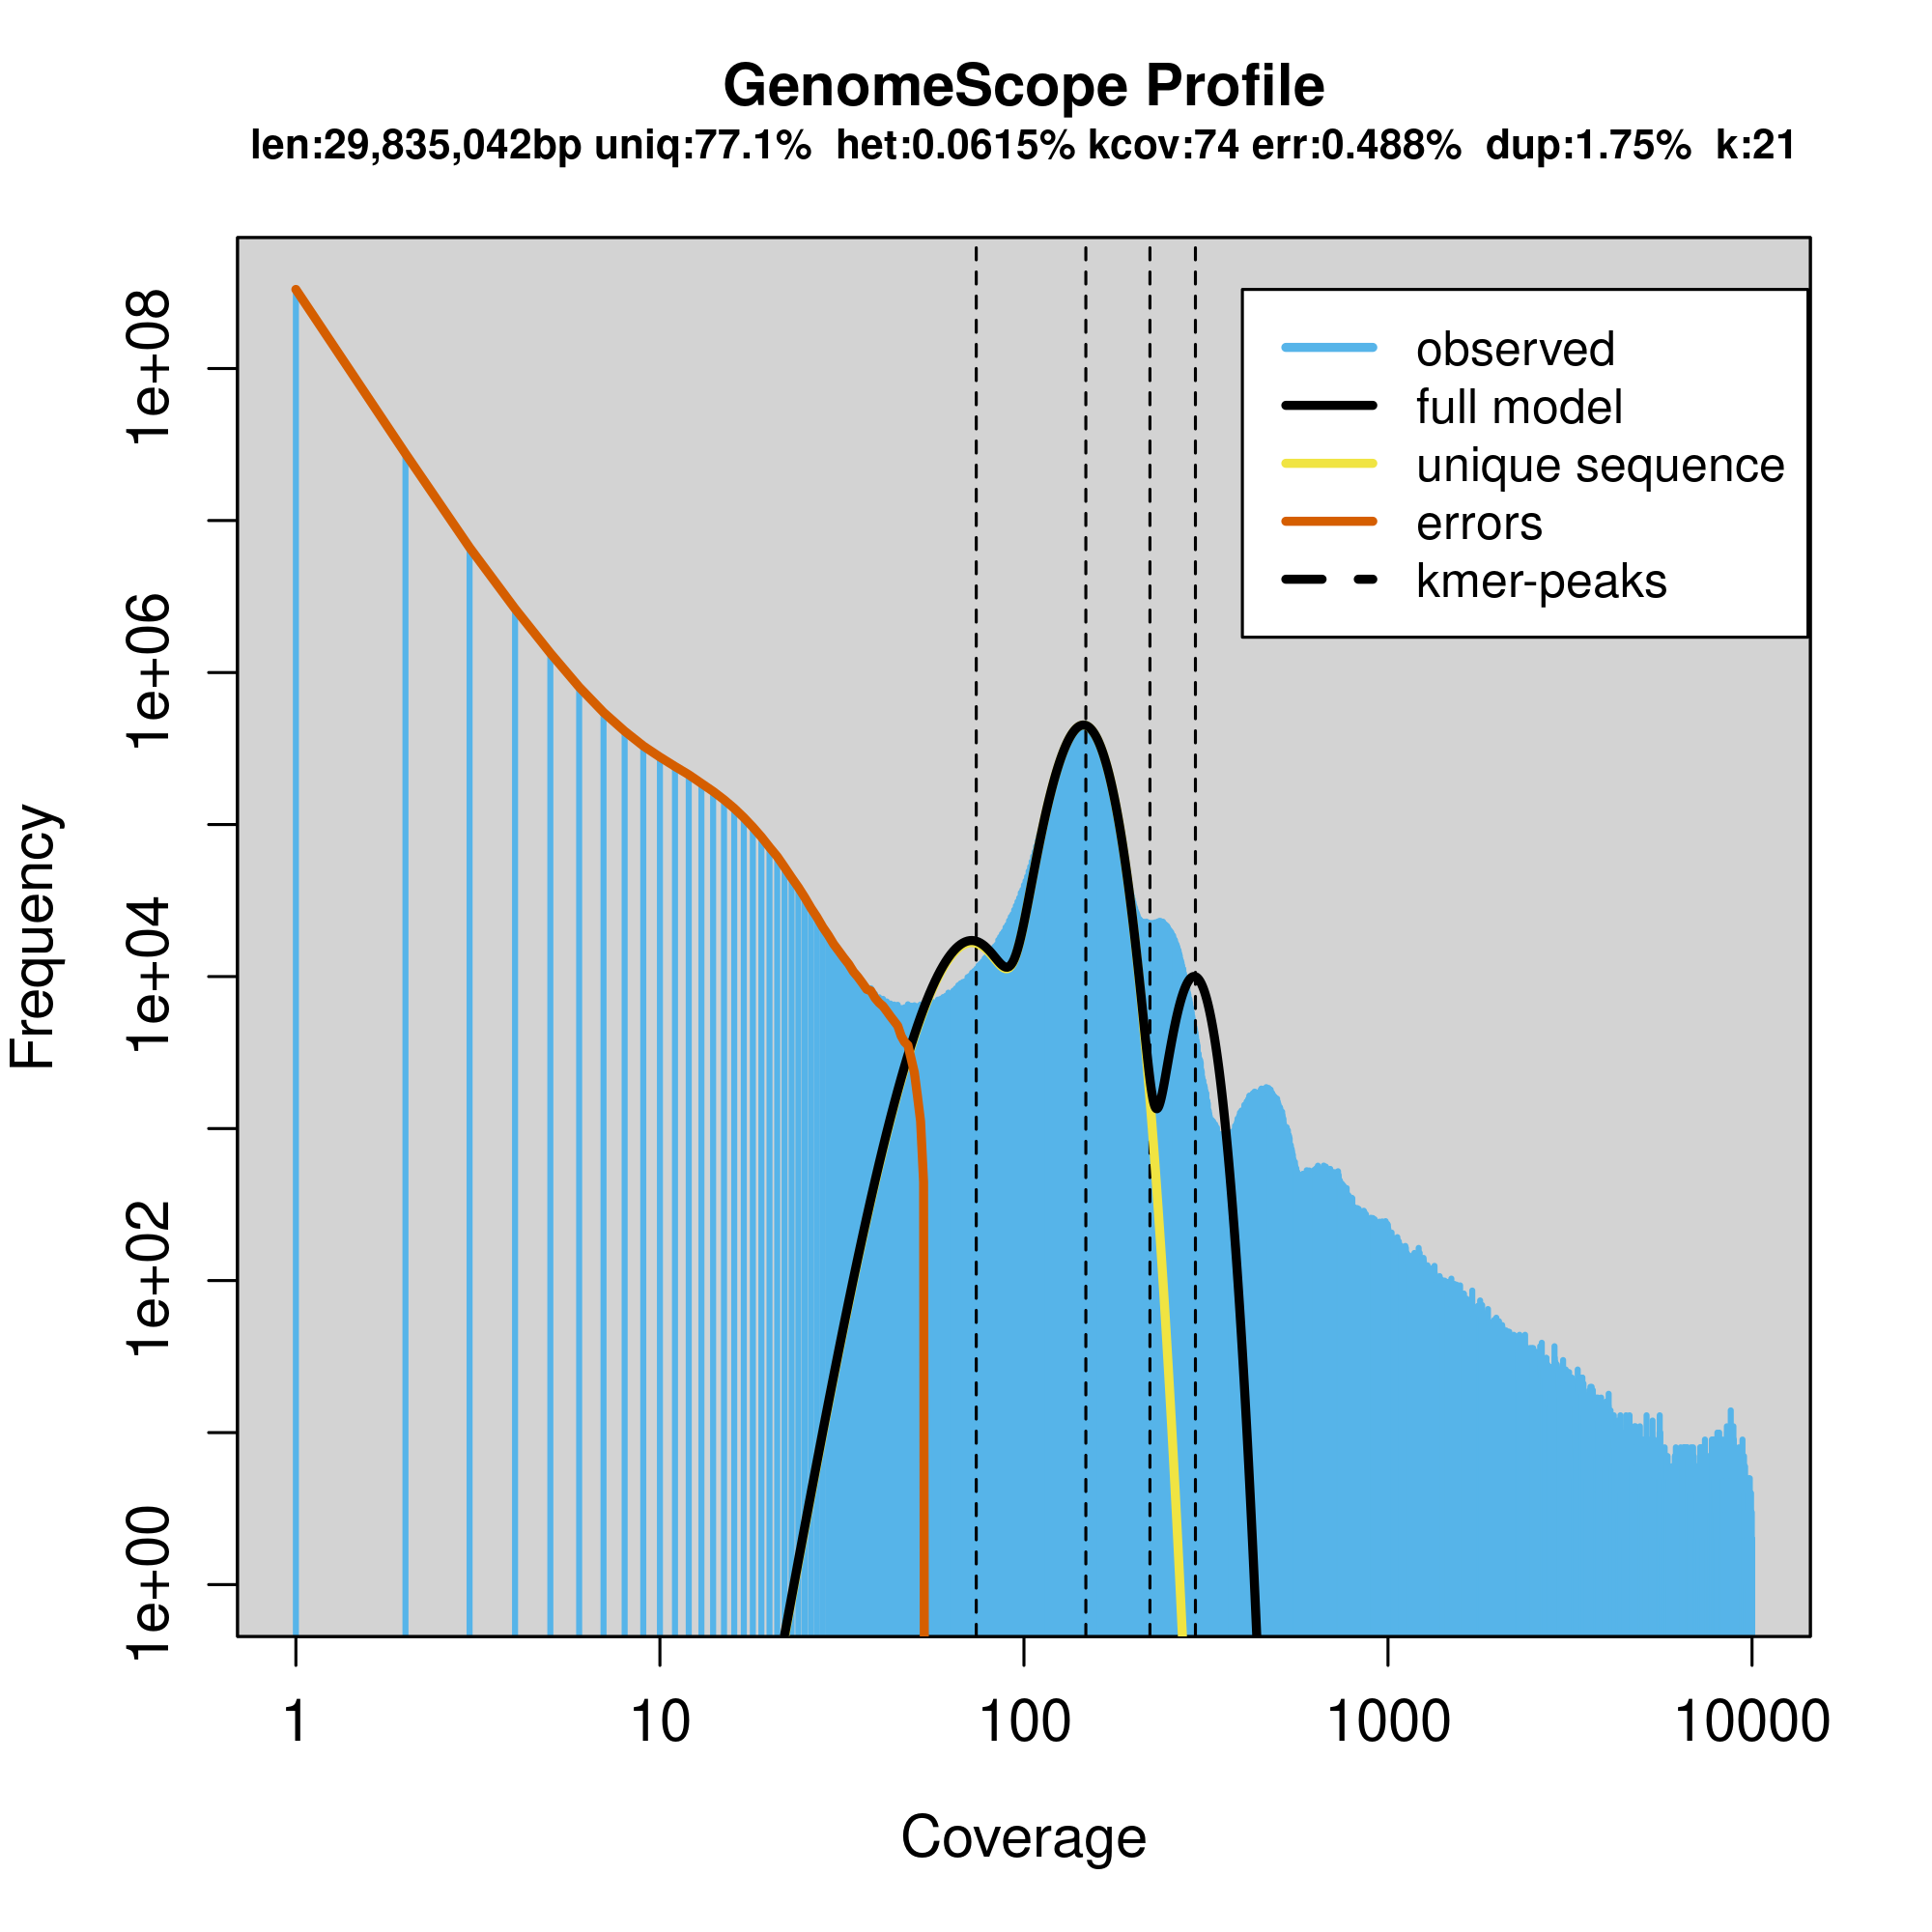 GenomeScope Profile
len:29,835,042bp uniq:77.1% het:0.0615% kcov:74 err:0.488% dup:1.75% k:21
observed
full model
unique sequence
errors
kmer-peaks
Frequency
1e+08
1e+06
1e+04
1e+02
1e+00
1 10 100 1000 10000
Coverage